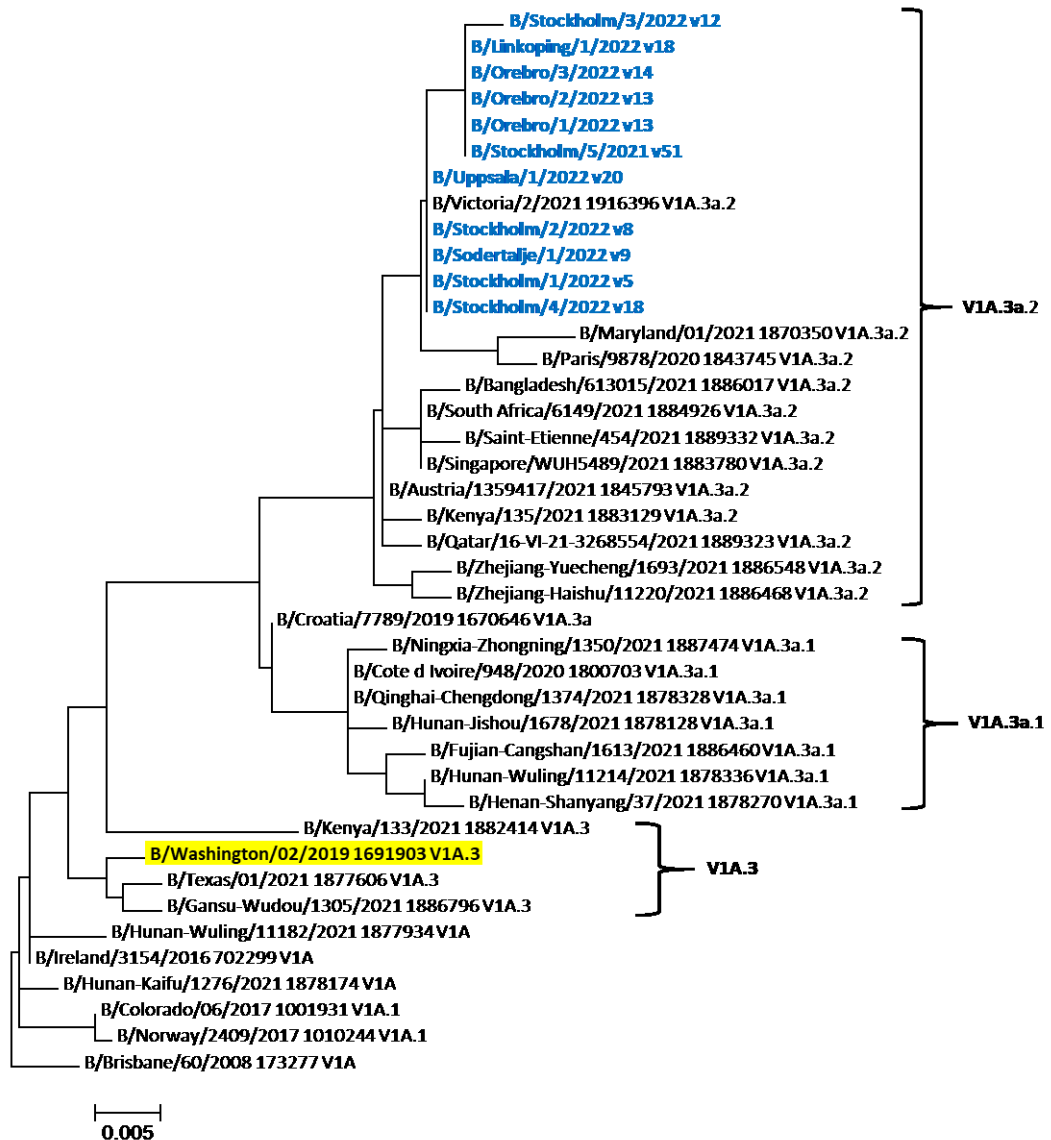 B/Stockholm/3/2022 v12
B/Linkoping/1/2022 v18
B/Orebro/3/2022 v14
B/Orebro/2/2022 v13
B/Orebro/1/2022 v13
B/Stockholm/5/2021 v51
B/Uppsala/1/2022 v20
B/Victoria/2/2021 1916396 V1A.3a.2
B/Stockholm/2/2022 v8
B/Sodertalje/1/2022 v9
B/Stockholm/1/2022 v5
B/Stockholm/4/2022 v18
V1A.3a.2
B/Maryland/01/2021 1870350 V1A.3a.2
B/Paris/9878/2020 1843745 V1A.3a.2
B/Bangladesh/613015/2021 1886017 V1A.3a.2
B/South Africa/6149/2021 1884926 V1A.3a.2
B/Saint-Etienne/454/2021 1889332 V1A.3a.2
B/Singapore/WUH5489/2021 1883780 V1A.3a.2
B/Austria/1359417/2021 1845793 V1A.3a.2
B/Kenya/135/2021 1883129 V1A.3a.2
B/Qatar/16-VI-21-3268554/2021 1889323 V1A.3a.2
B/Zhejiang-Yuecheng/1693/2021 1886548 V1A.3a.2
B/Zhejiang-Haishu/11220/2021 1886468 V1A.3a.2
B/Croatia/7789/2019 1670646 V1A.3a
B/Ningxia-Zhongning/1350/2021 1887474 V1A.3a.1
B/Cote d Ivoire/948/2020 1800703 V1A.3a.1
B/Qinghai-Chengdong/1374/2021 1878328 V1A.3a.1
B/Hunan-Jishou/1678/2021 1878128 V1A.3a.1
V1A.3a.1
B/Fujian-Cangshan/1613/2021 1886460 V1A.3a.1
B/Hunan-Wuling/11214/2021 1878336 V1A.3a.1
B/Henan-Shanyang/37/2021 1878270 V1A.3a.1
B/Kenya/133/2021 1882414 V1A.3
B/Washington/02/2019 1691903 V1A.3
V1A.3
B/Texas/01/2021 1877606 V1A.3
B/Gansu-Wudou/1305/2021 1886796 V1A.3
B/Hunan-Wuling/11182/2021 1877934 V1A
B/Ireland/3154/2016 702299 V1A
B/Hunan-Kaifu/1276/2021 1878174 V1A
B/Colorado/06/2017 1001931 V1A.1
B/Norway/2409/2017 1010244 V1A.1
B/Brisbane/60/2008 173277 V1A
0.005